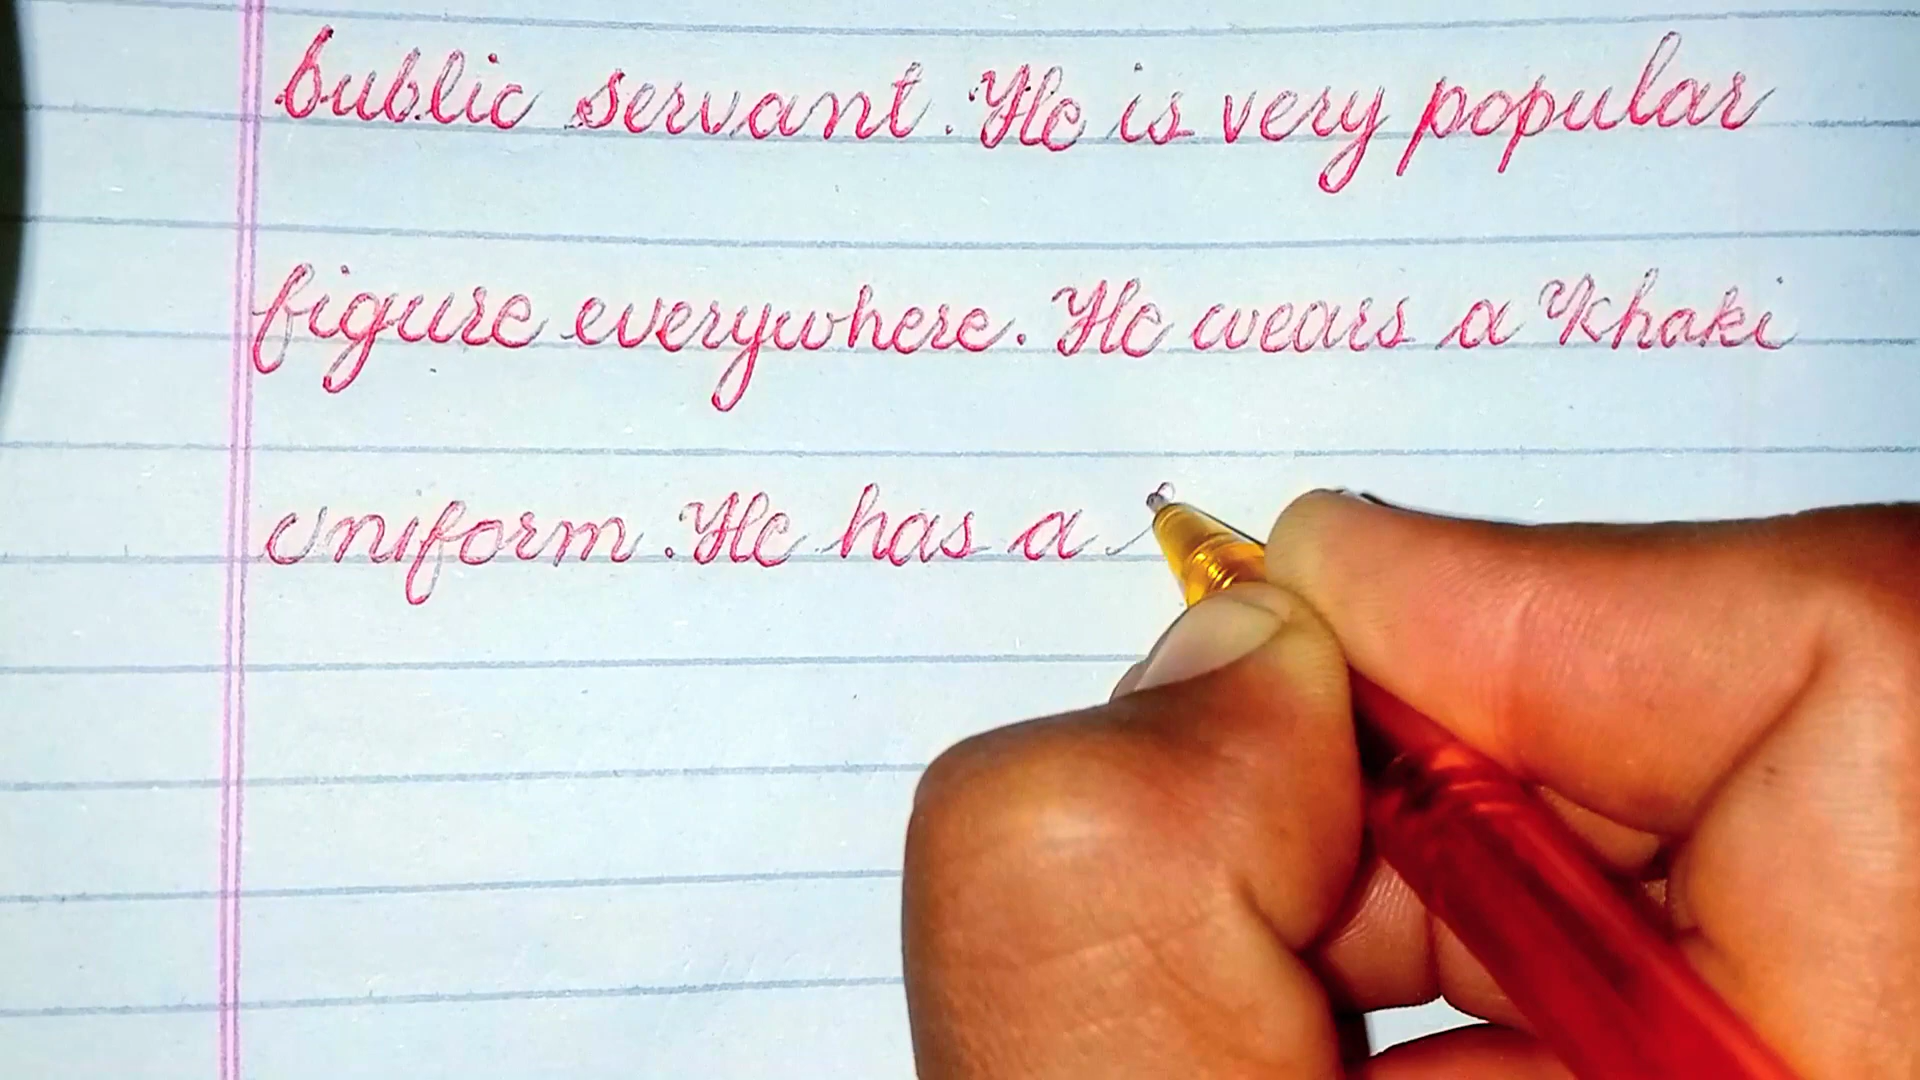 bublic servant. He is very popular
figure everywhere. He wears a Khaki
uniform. He has a